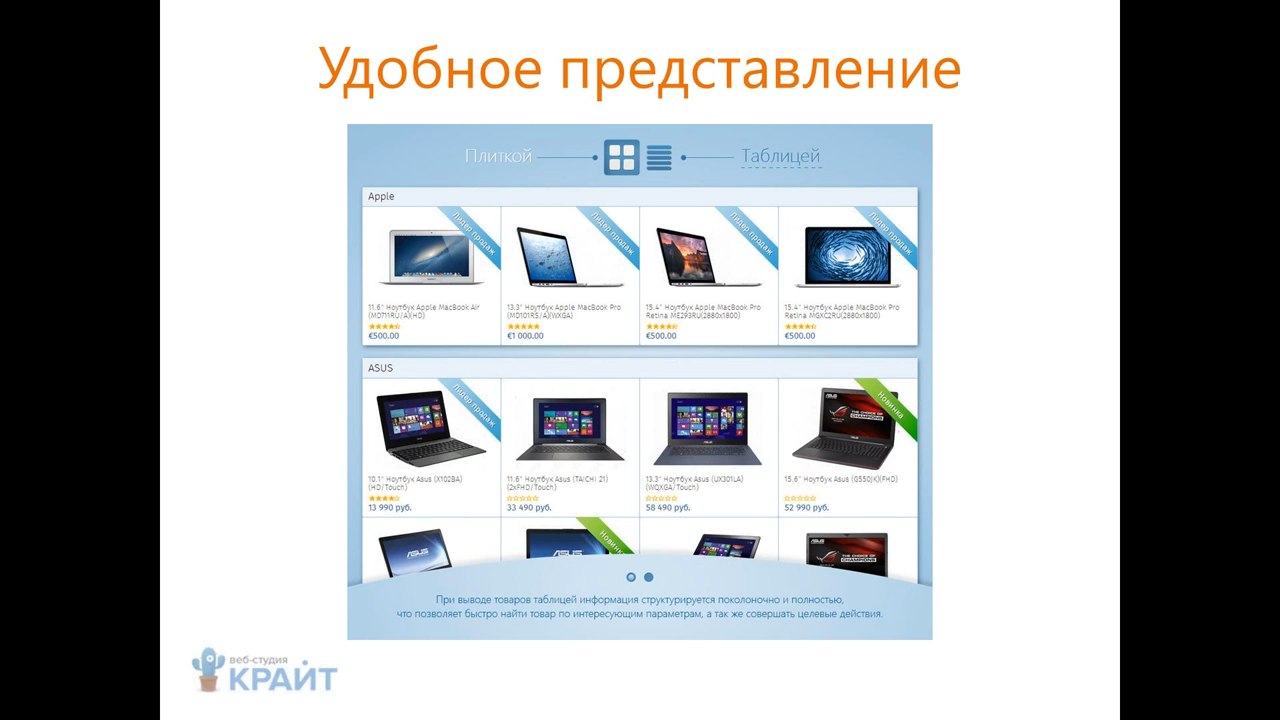 Удобное представление
Плиткой
Таблицей
Apple
Лидер продаж
Лидер продаж
Лидер продаж
Лидер продаж
11.6" Ноутбук Apple MacBook Air
(MD711RU/A)(HD)
€500.00
13.3" Ноутбук Apple MacBook Pro
(MD101RS/A)(WXGA)
€1 000.00
15.4" Ноутбук Apple MacBook Pro
Retina ME293RU(2880x1800)
€500.00
15.4" Ноутбук Apple MacBook Pro
Retina MGXC2RU(2880x1800)
€500.00
ASUS
Лидер продаж
Новинка
10.1" Ноутбук Asus (X102BA)
(HD/Touch)
13 990 руб.
11.6" Ноутбук Asus (TAICHI 21)
(2xFHD/Touch)
33 490 руб.
13.3" Ноутбук Asus (UX301LA)
(WQXGA/Touch)
58 490 руб.
15.6" Ноутбук Asus (G550JK)(FHD)
52 990 руб.
ASUS
ASUS
Новинка
THE CHOICE OF
CHAMPIONS
При выводе товаров таблицей информация структурируется поколоночно и полностью,
что позволяет быстро найти товар по интересующим параметрам, а так же совершать целевые действия.
веб-студия
КРАЙТ